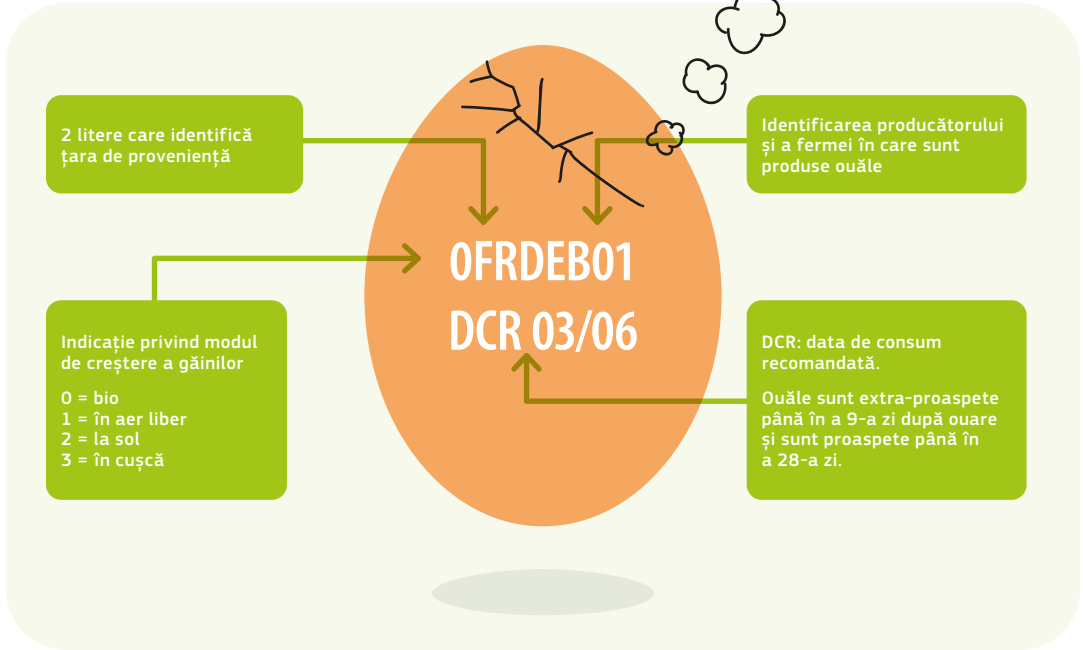 2 litere care identifică
țara de proveniență
Identificarea producătorului
și a fermei în care sunt
produse ouăle
0FRDEB01
DCR 03/06
Indicație privind modul
de creștere a găinilor
0 = bio
1 = în aer liber
2 = la sol
3 = în cușcă
DCR: data de consum
recomandată.
Ouăle sunt extra-proaspete
până în a 9-a zi după ouare
și sunt proaspete până în
a 28-a zi.